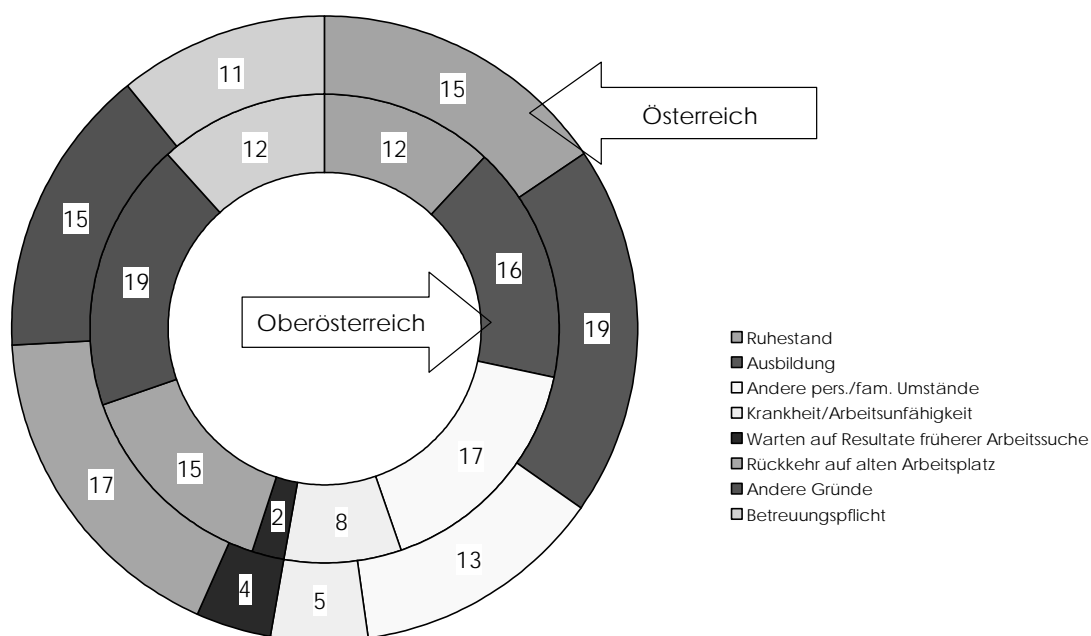 11
15
Österreich
12
12
15
16
19
Oberösterreich
19
17
15
17
2
8
13
4
5
Ruhestand
Ausbildung
Andere pers./fam. Umstände
Krankheit/Arbeitsunfähigkeit
Warten auf Resultate früherer Arbeitssuche
Rückkehr auf alten Arbeitsplatz
Andere Gründe
Betreuungspflicht